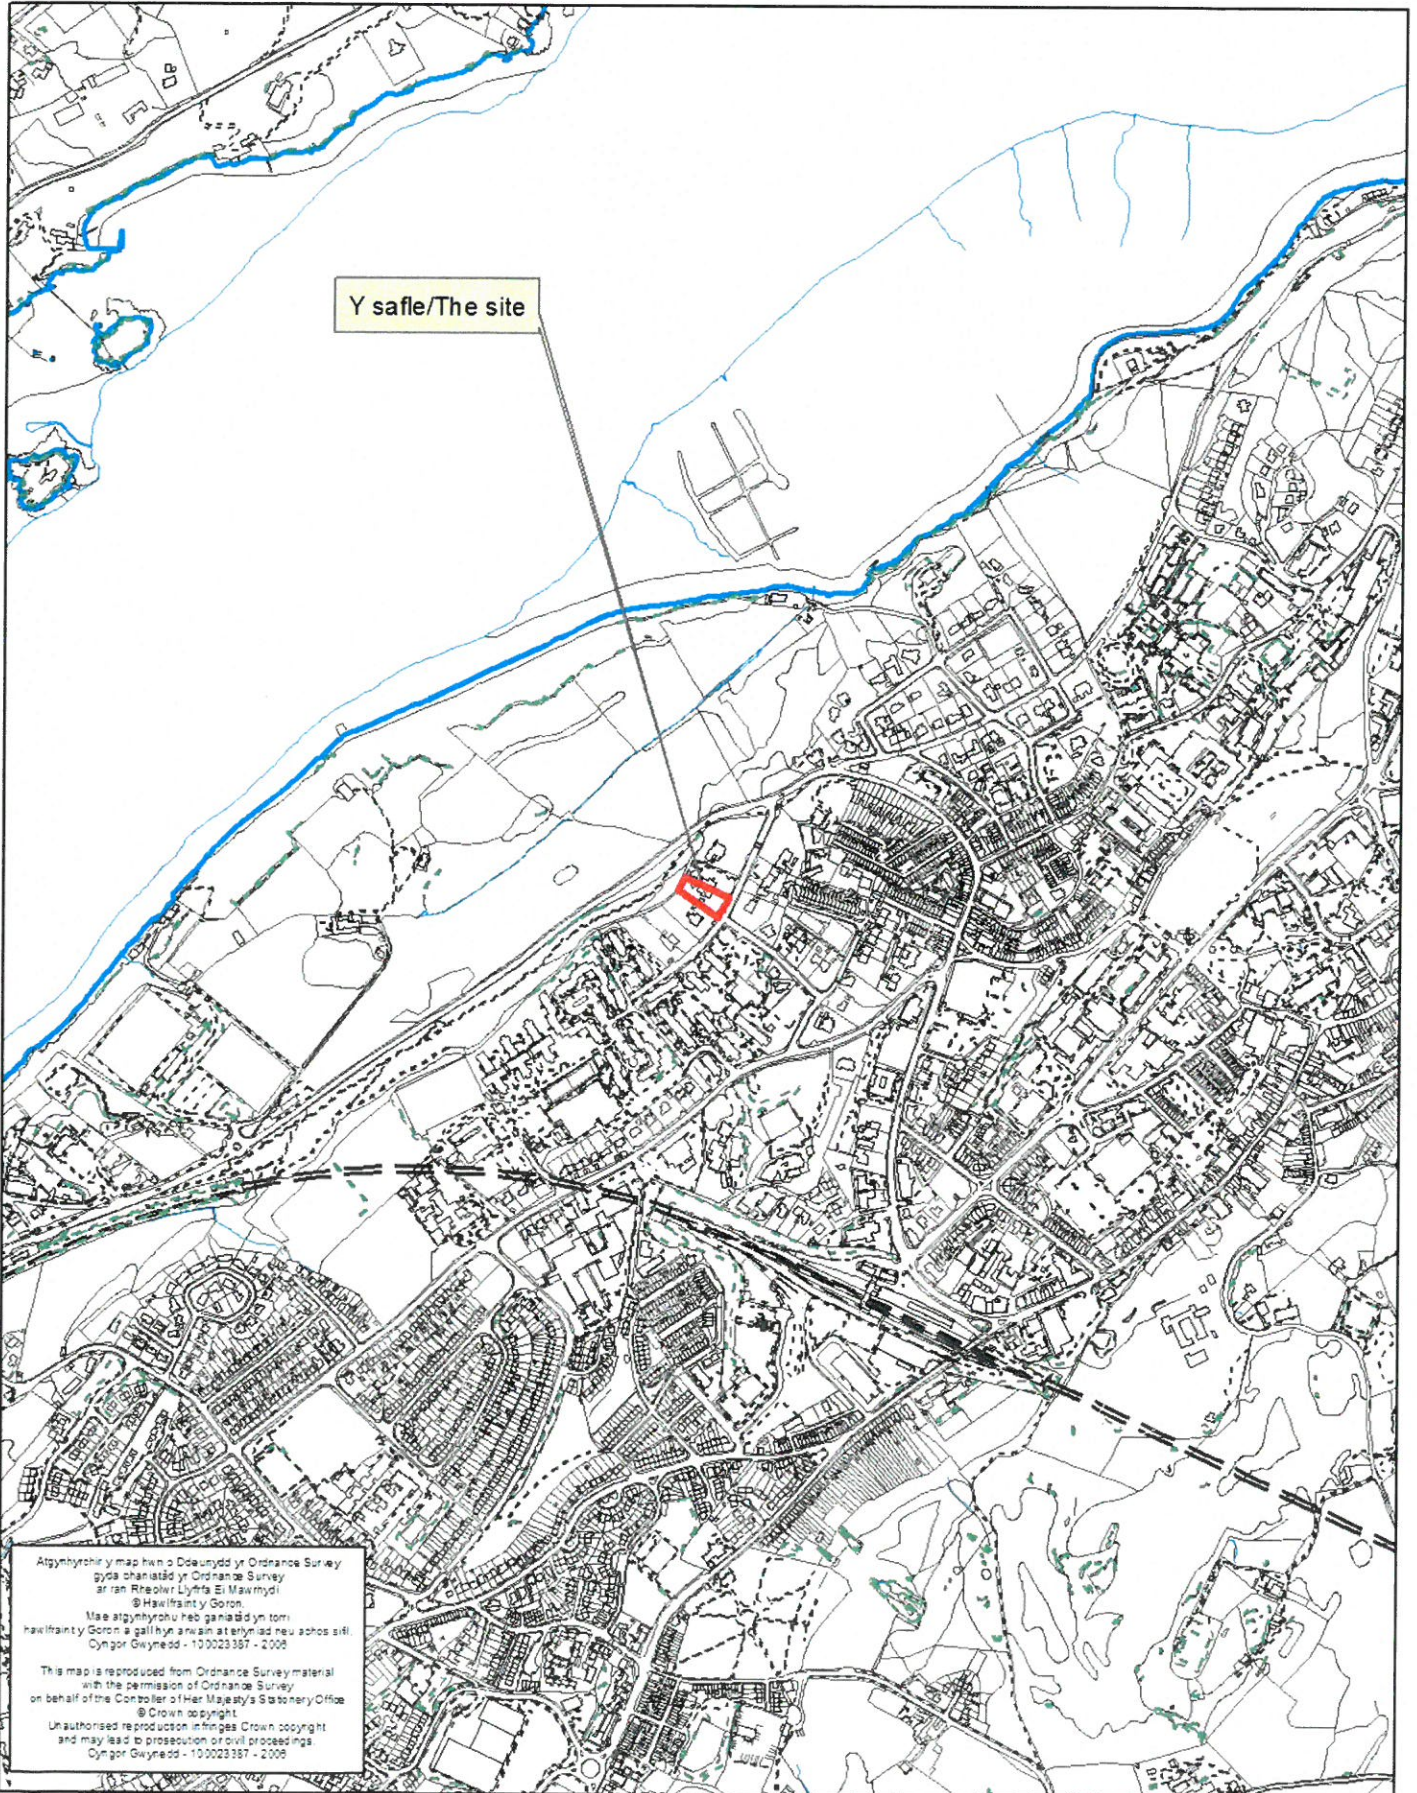 Y safle/The site
Atgynhyrchir y map hwn o Ddeunydd yr Ordnance Survey
gyda chaniatâd yr Ordnance Survey
ar ran Rheolwr Llyfrfa Ei Mawrhydi
© Hawlfraint y Goron.
Mae atgynhyrchu heb ganiatâd yn torri
hawlfraint y Goron a gall hyn arwain at erlyniad neu achos sifil.
Cyngor Gwynedd - 100023387 - 2008
This map is reproduced from Ordnance Survey material
with the permission of Ordnance Survey
on behalf of the Controller of Her Majesty's Stationery Office
© Crown copyright.
Unauthorised reproduction infringes Crown copyright
and may lead to prosecution or civil proceedings.
Cyngor Gwynedd - 100023387 - 2008